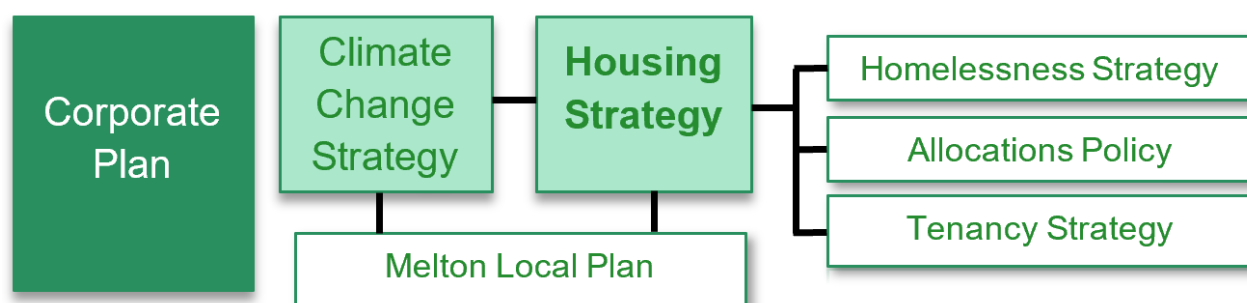 Corporate
Plan
Climate
Change
Strategy
Housing
Strategy
Homelessness Strategy
Allocations Policy
Tenancy Strategy
Melton Local Plan